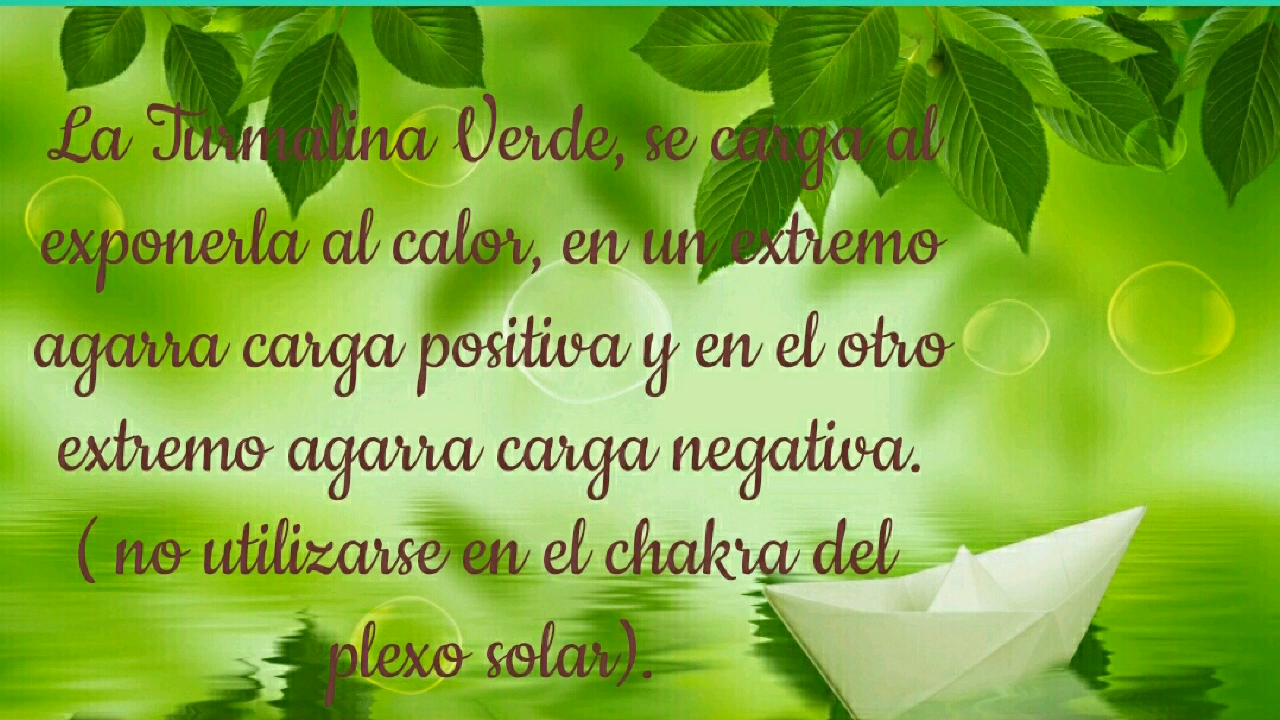 La Turmalina Verde, se carga al
exponerla al calor, en un extremo
agarra carga positiva y en el otro
extremo agarra carga negativa.
( no utilizarse en el chakra del
plexo solar).